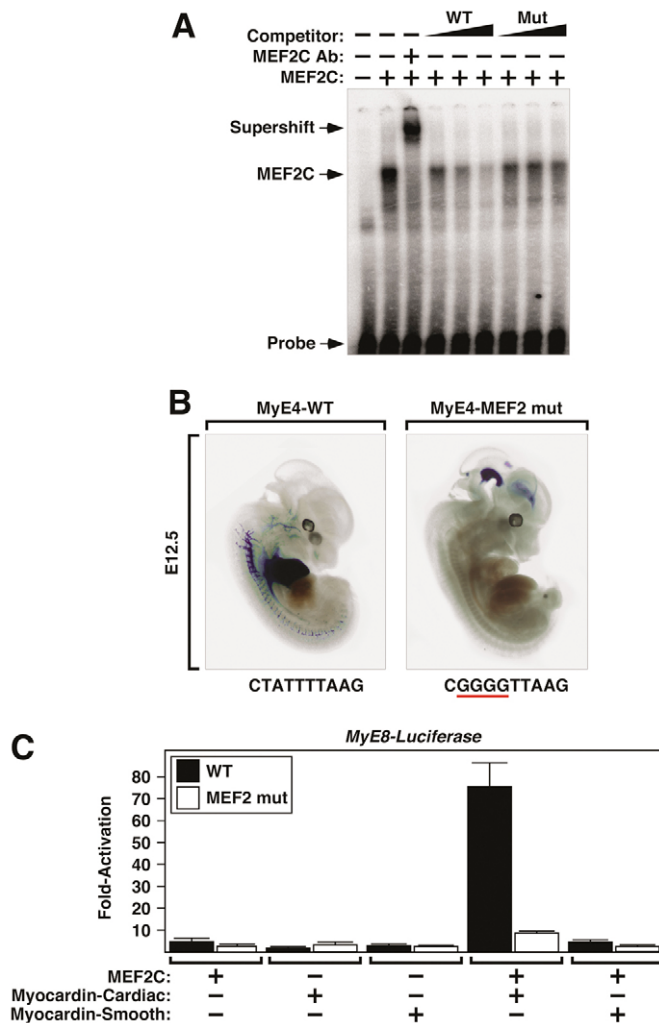 A
WT Mut
Competitor: – – –
MEF2C Ab: – – +
MEF2C: – + + + + + + + +
Supershift
MEF2C
Probe
B
MyE4-WT MyE4-MEF2 mut
E12.5
CTATTTTAAG CGGGGTTAAG
C
MyE8-Luciferase
WT
MEF2 mut
Fold-Activation
80
70
60
50
40
30
20
10
MEF2C: + – – + +
Myocardin-Cardiac: – + – + –
Myocardin-Smooth: – – + – +